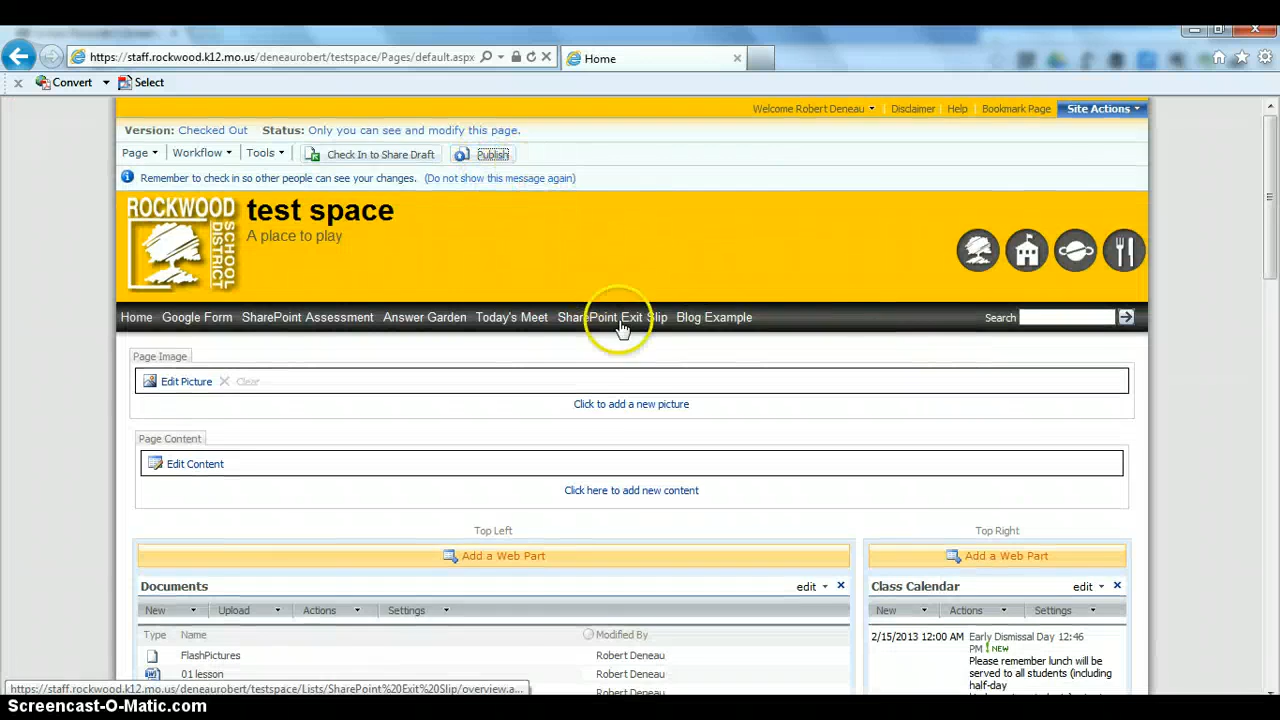 https://staff.rockwood.k12.mo.us/deneaurobert/testspace/Pages/default.aspx
Home
x Convert Select
Welcome Robert Deneau | Disclaimer | Help | Bookmark Page Site Actions
Version: Checked Out Status: Only you can see and modify this page.
Page Workflow Tools Check In to Share Draft Publish
Remember to check in so other people can see your changes. (Do not show this message again)
ROCKWOOD
SCHOOL
DISTRICT
test space
A place to play
Home Google Form SharePoint Assessment Answer Garden Today's Meet SharePoint Exit Slip Blog Example Search
Page Image
Edit Picture Clear
Click to add a new picture
Page Content
Edit Content
Click here to add new content
Top Left Top Right
Add a Web Part Add a Web Part
Documents edit Class Calendar edit
New Upload Actions Settings New Actions Settings
Type Name Modified By
2/15/2013 12:00 AM Early Dismissal Day 12:46
PM ! NEW
FlashPictures Robert Deneau
Please remember lunch will be
01 lesson Robert Deneau
served to all students (including
half-day
Robert Deneau
https://staff.rockwood.k12.mo.us/deneaurobert/testspace/Lists/SharePoint%20Exit%20Slip/overview.a...
Screencast-O-Matic.com